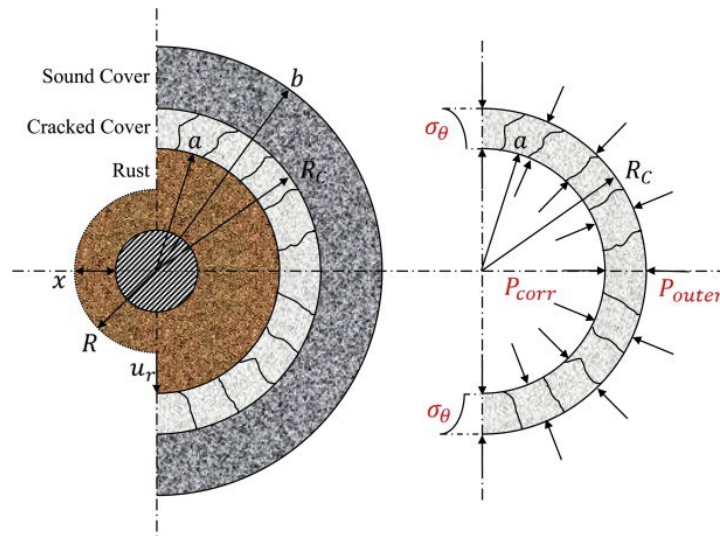 Sound Cover
b
Cracked Cover
a
Rust
R_C
x
R
u_r
σ_θ
a
R_C
P_corr
P_outer
σ_θ